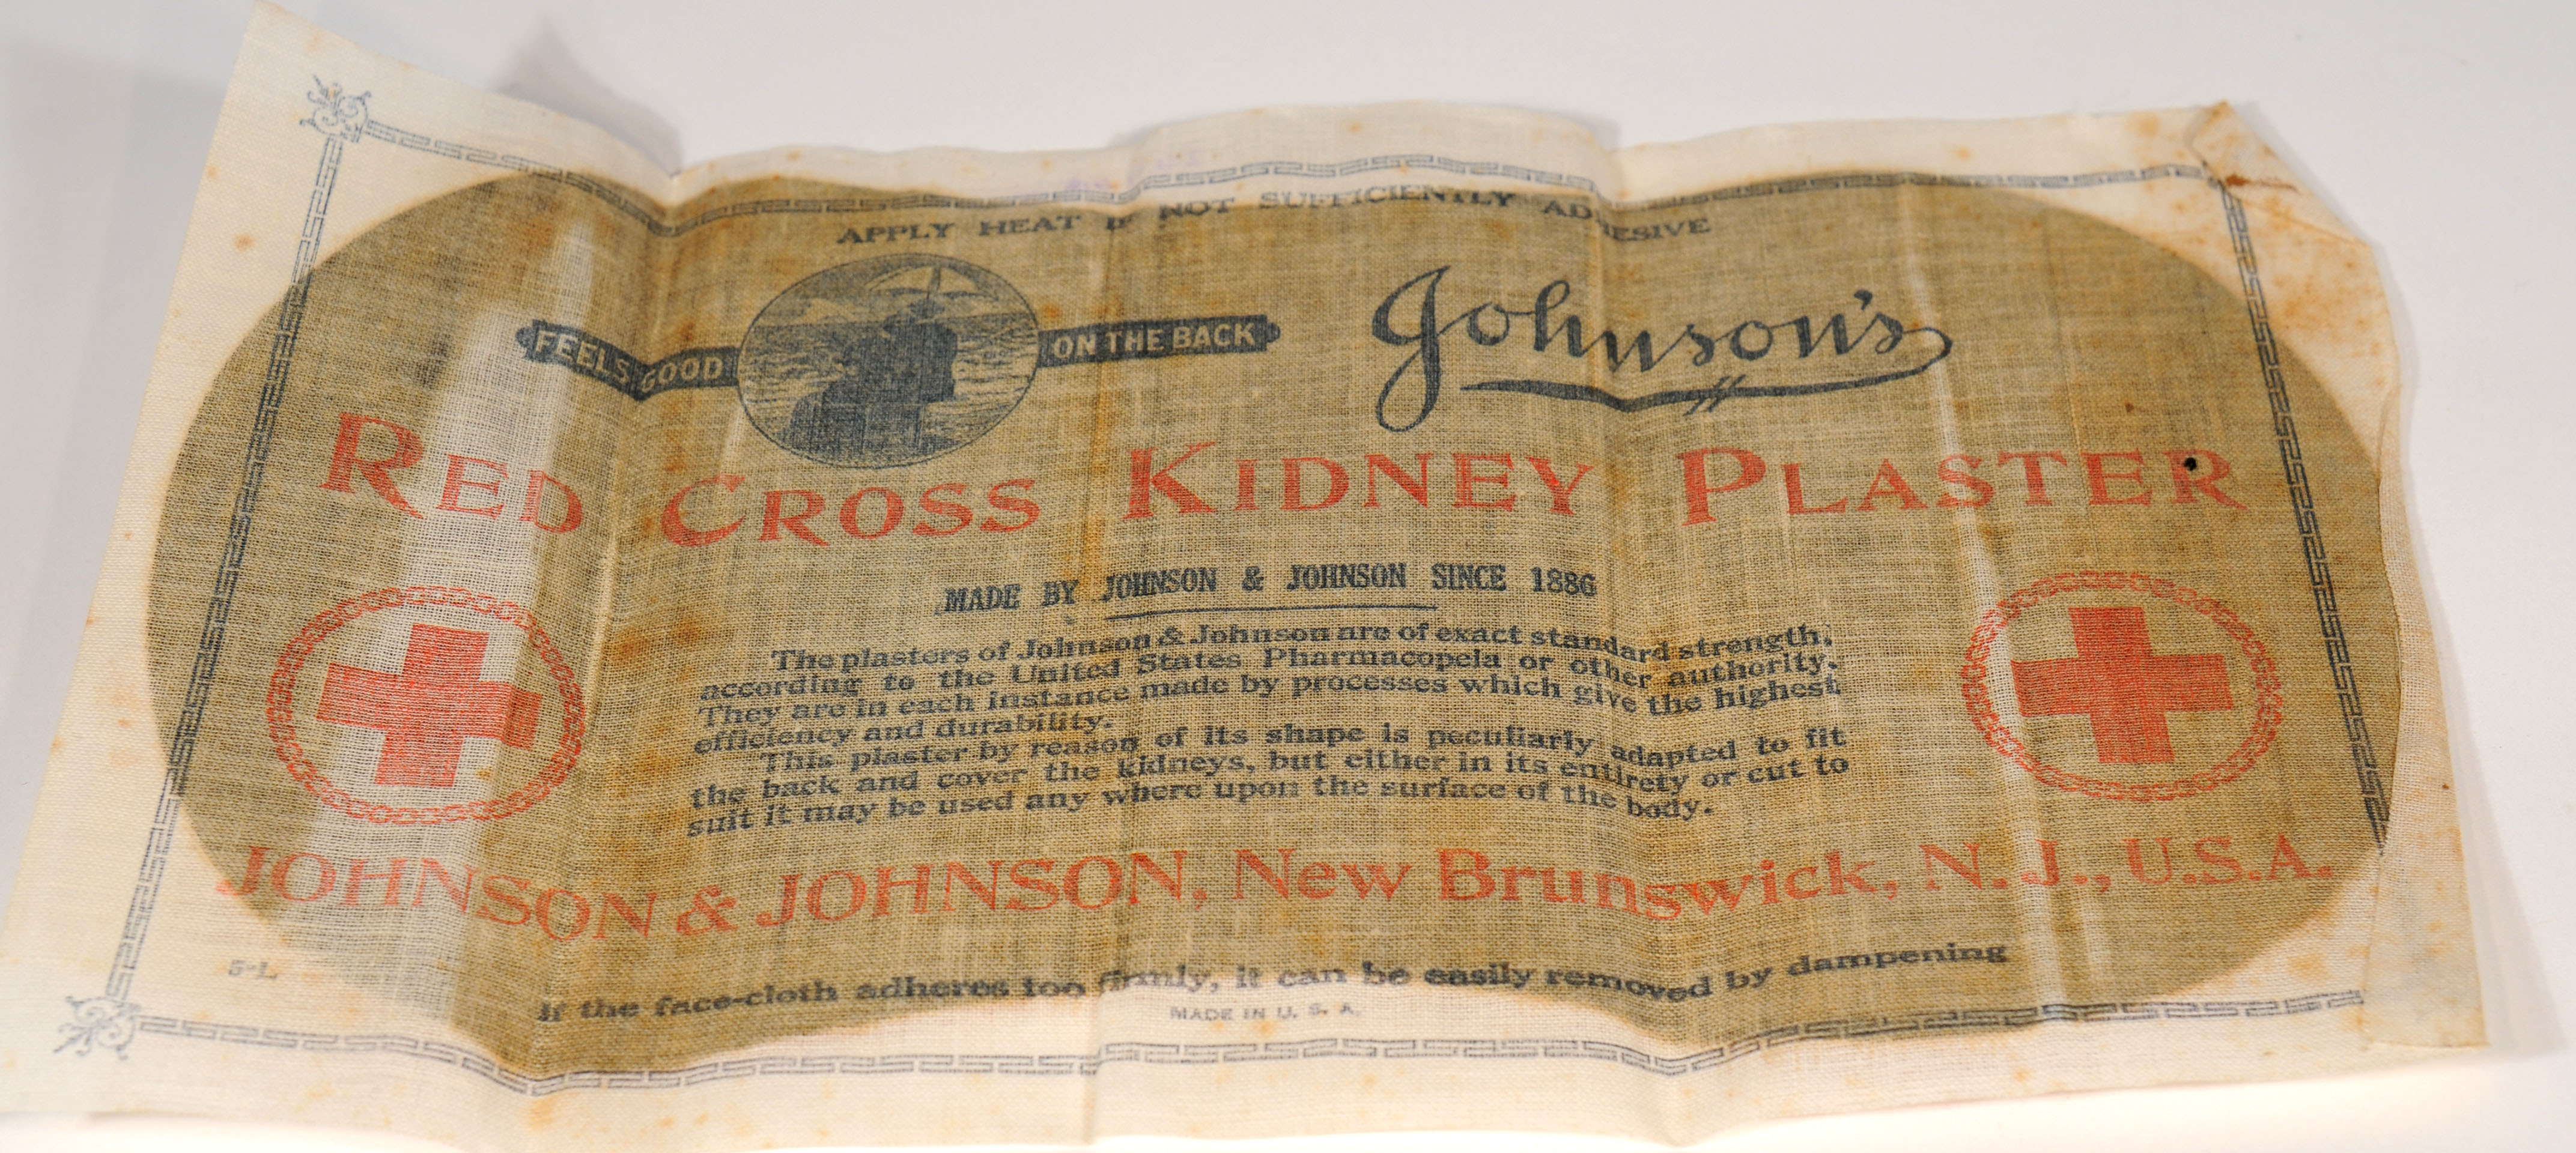 APPLY HEAT IF NOT SUFFICIENTLY ADHESIVE
FEELS GOOD ON THE BACK
Johnson's
RED CROSS KIDNEY PLASTER
MADE BY JOHNSON & JOHNSON SINCE 1886
The plasters of Johnson & Johnson are of exact standard strength,
according to the United States Pharmacopeia or other authority.
They are in each instance made by processes which give the highest
efficiency and durability.
This plaster by reason of its shape is peculiarly adapted to fit
the back and cover the kidneys, but either in its entirety or cut to
suit it may be used any where upon the surface of the body.
JOHNSON & JOHNSON, New Brunswick, N. J., U.S.A.
5-L
If the face-cloth adheres too firmly, it can be easily removed by dampening
MADE IN U. S. A.